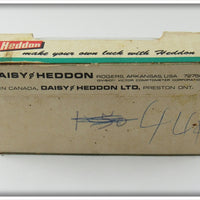 Heddon
make your own luck with Heddon
DAISY HEDDON ROGERS, ARKANSAS, USA
DIVISION VICTOR COMPTOMETER CORPORATION
IN CANADA, DAISY HEDDON LTD. PRESTON ONT.